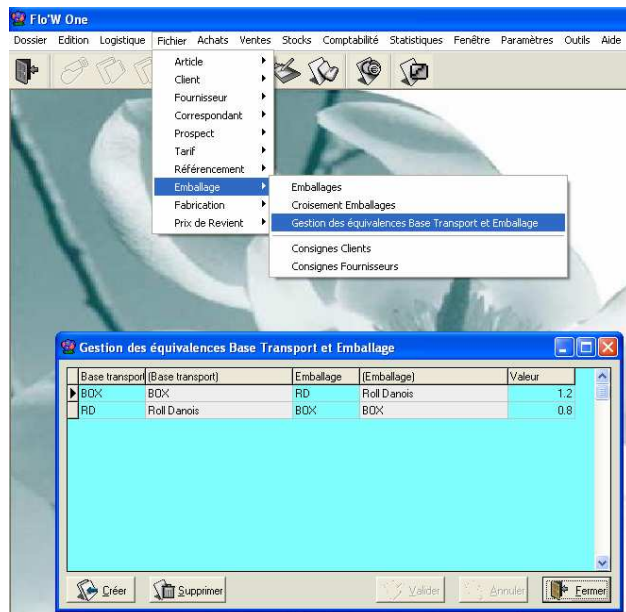 Flo'W One
Dossier Edition Logistique Fichier Achats Ventes Stocks Comptabilité Statistiques Fenêtre Paramètres Outils Aide
Article
Client
Fournisseur
Correspondant
Prospect
Tarif
Référencement
Emballage
Fabrication
Prix de Revient
Emballages
Croisement Emballages
Gestion des équivalences Base Transport et Emballage
Consignes Clients
Consignes Fournisseurs
Gestion des équivalences Base Transport et Emballage
Base transport (Base transport) Emballage (Emballage) Valeur
BOX BOX RD Roll Danois 1.2
RD Roll Danois BOX BOX 0.8
Créer Supprimer Valider Annuler Fermer